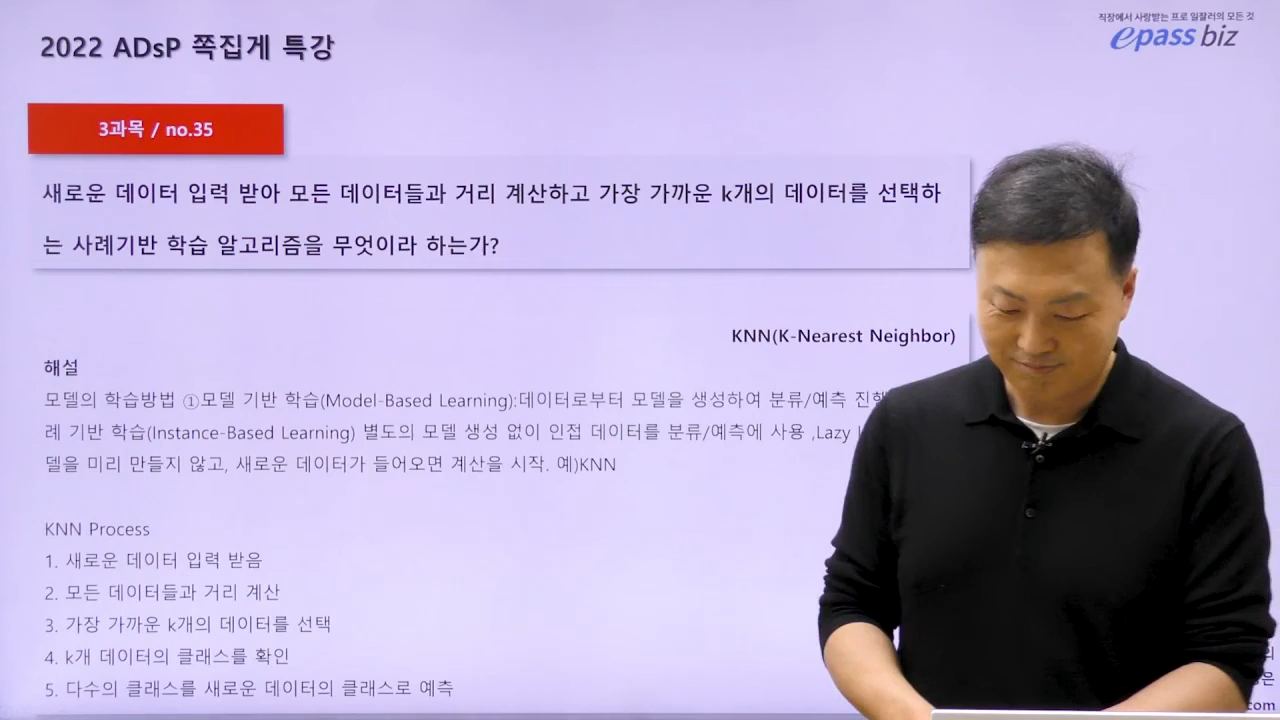 2022 ADsP 쪽집게 특강
직장에서 사랑받는 프로 일잘러의 모든 것
epass biz
3과목 / no.35
새로운 데이터 입력 받아 모든 데이터들과 거리 계산하고 가장 가까운 k개의 데이터를 선택하
는 사례기반 학습 알고리즘을 무엇이라 하는가?
KNN(K-Nearest Neighbor)
해설
모델의 학습방법 ①모델 기반 학습(Model-Based Learning):데이터로부터 모델을 생성하여 분류/예측 진행
례 기반 학습(Instance-Based Learning) 별도의 모델 생성 없이 인접 데이터를 분류/예측에 사용 ,Lazy
델을 미리 만들지 않고, 새로운 데이터가 들어오면 계산을 시작. 예)KNN
KNN Process
1. 새로운 데이터 입력 받음
2. 모든 데이터들과 거리 계산
3. 가장 가까운 k개의 데이터를 선택
4. k개 데이터의 클래스를 확인
5. 다수의 클래스를 새로운 데이터의 클래스로 예측
com